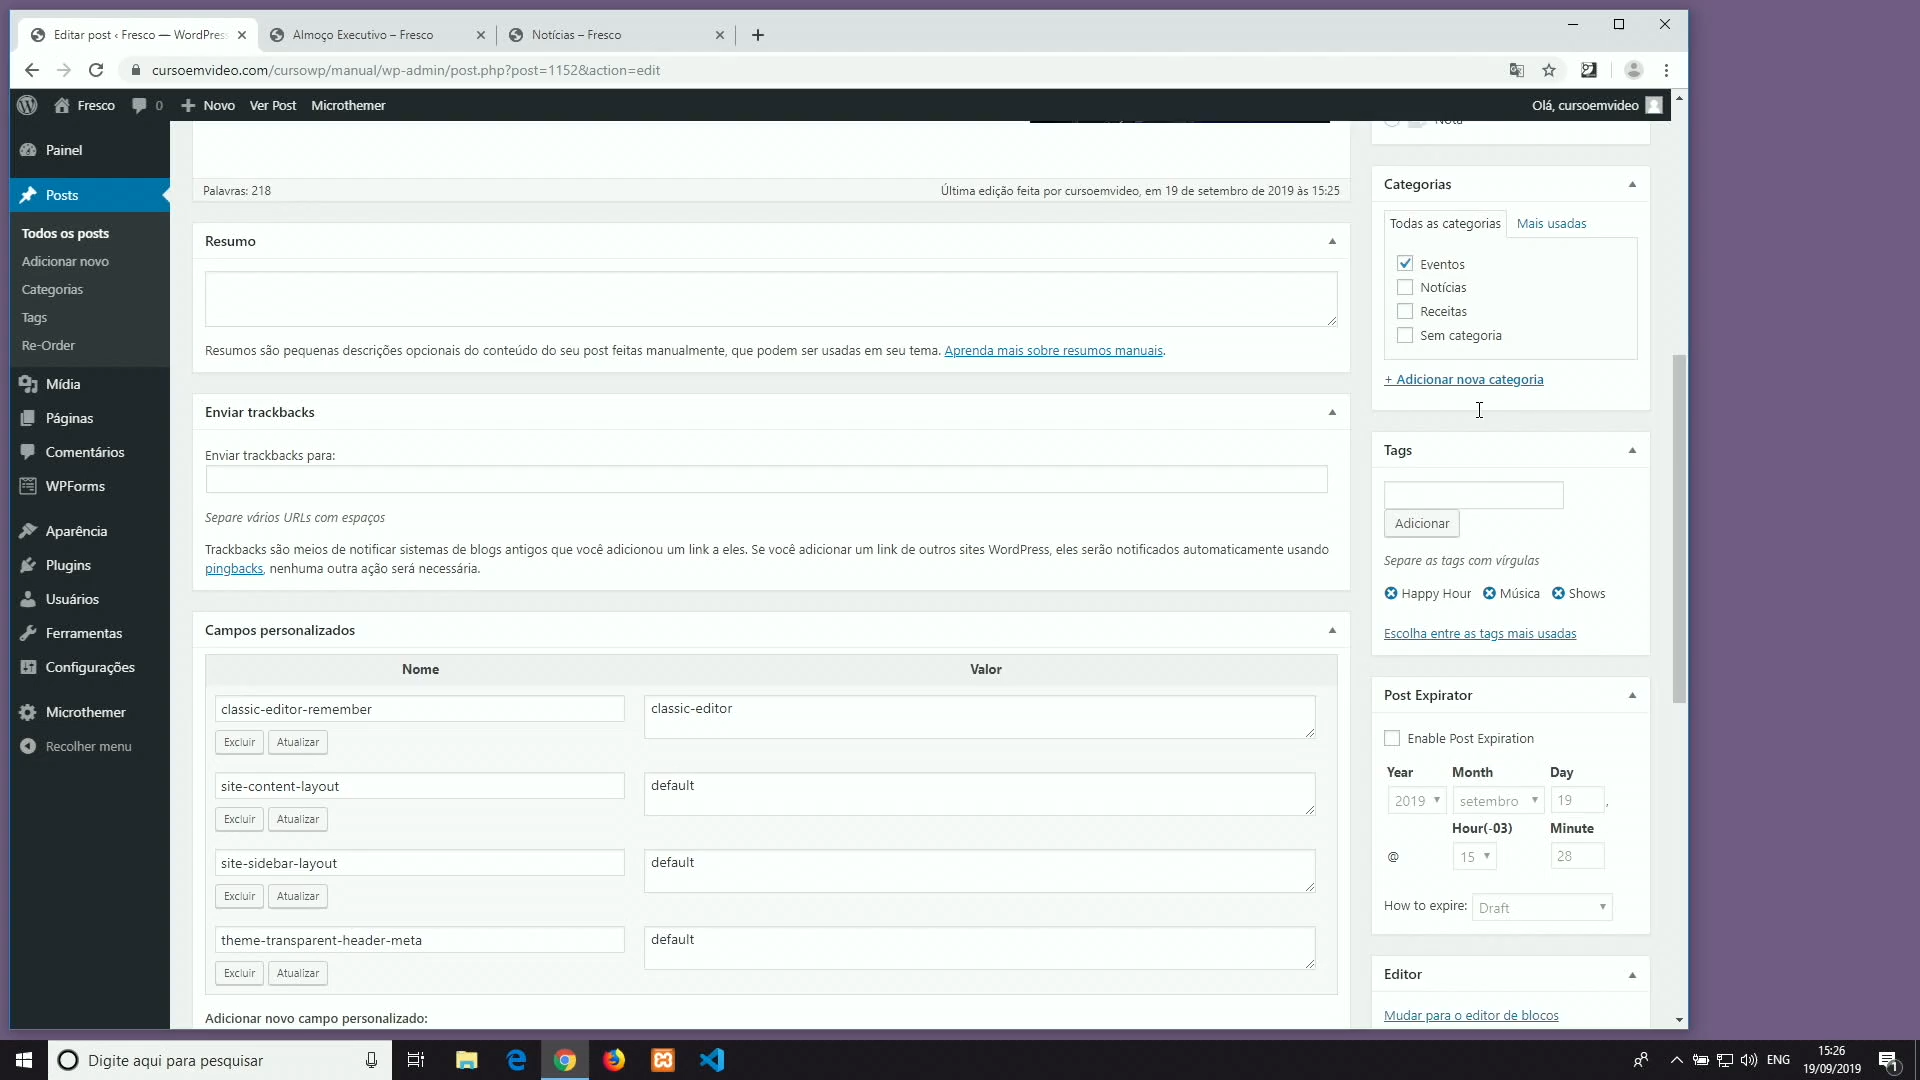 Editar post ‹ Fresco — WordPres
Almoço Executivo – Fresco
Notícias – Fresco
cursoemvideo.com/cursowp/manual/wp-admin/post.php?post=1152&action=edit
Fresco
0
Novo
Ver Post
Microthemer
Olá, cursoemvideo
Painel
Posts
Todos os posts
Adicionar novo
Categorias
Tags
Re-Order
Mídia
Páginas
Comentários
WPForms
Aparência
Plugins
Usuários
Ferramentas
Configurações
Microthemer
Recolher menu
Palavras: 218
Última edição feita por cursoemvideo, em 19 de setembro de 2019 às 15:25
Resumo
Resumos são pequenas descrições opcionais do conteúdo do seu post feitas manualmente, que podem ser usadas em seu tema. Aprenda mais sobre resumos manuais.
Enviar trackbacks
Enviar trackbacks para:
Separe vários URLs com espaços
Trackbacks são meios de notificar sistemas de blogs antigos que você adicionou um link a eles. Se você adicionar um link de outros sites WordPress, eles serão notificados automaticamente usando
pingbacks, nenhuma outra ação será necessária.
Campos personalizados
Nome
Valor
classic-editor-remember
classic-editor
Excluir
Atualizar
site-content-layout
default
Excluir
Atualizar
site-sidebar-layout
default
Excluir
Atualizar
theme-transparent-header-meta
default
Excluir
Atualizar
Adicionar novo campo personalizado:
Nota
Categorias
Todas as categorias
Mais usadas
Eventos
Notícias
Receitas
Sem categoria
+ Adicionar nova categoria
Tags
Adicionar
Separe as tags com vírgulas
Happy Hour
Música
Shows
Escolha entre as tags mais usadas
Post Expirator
Enable Post Expiration
Year
Month
Day
2019
setembro
19
,
Hour(-03)
Minute
@
15
28
How to expire:
Draft
Editor
Mudar para o editor de blocos
Digite aqui para pesquisar
ENG
15:26
19/09/2019
1